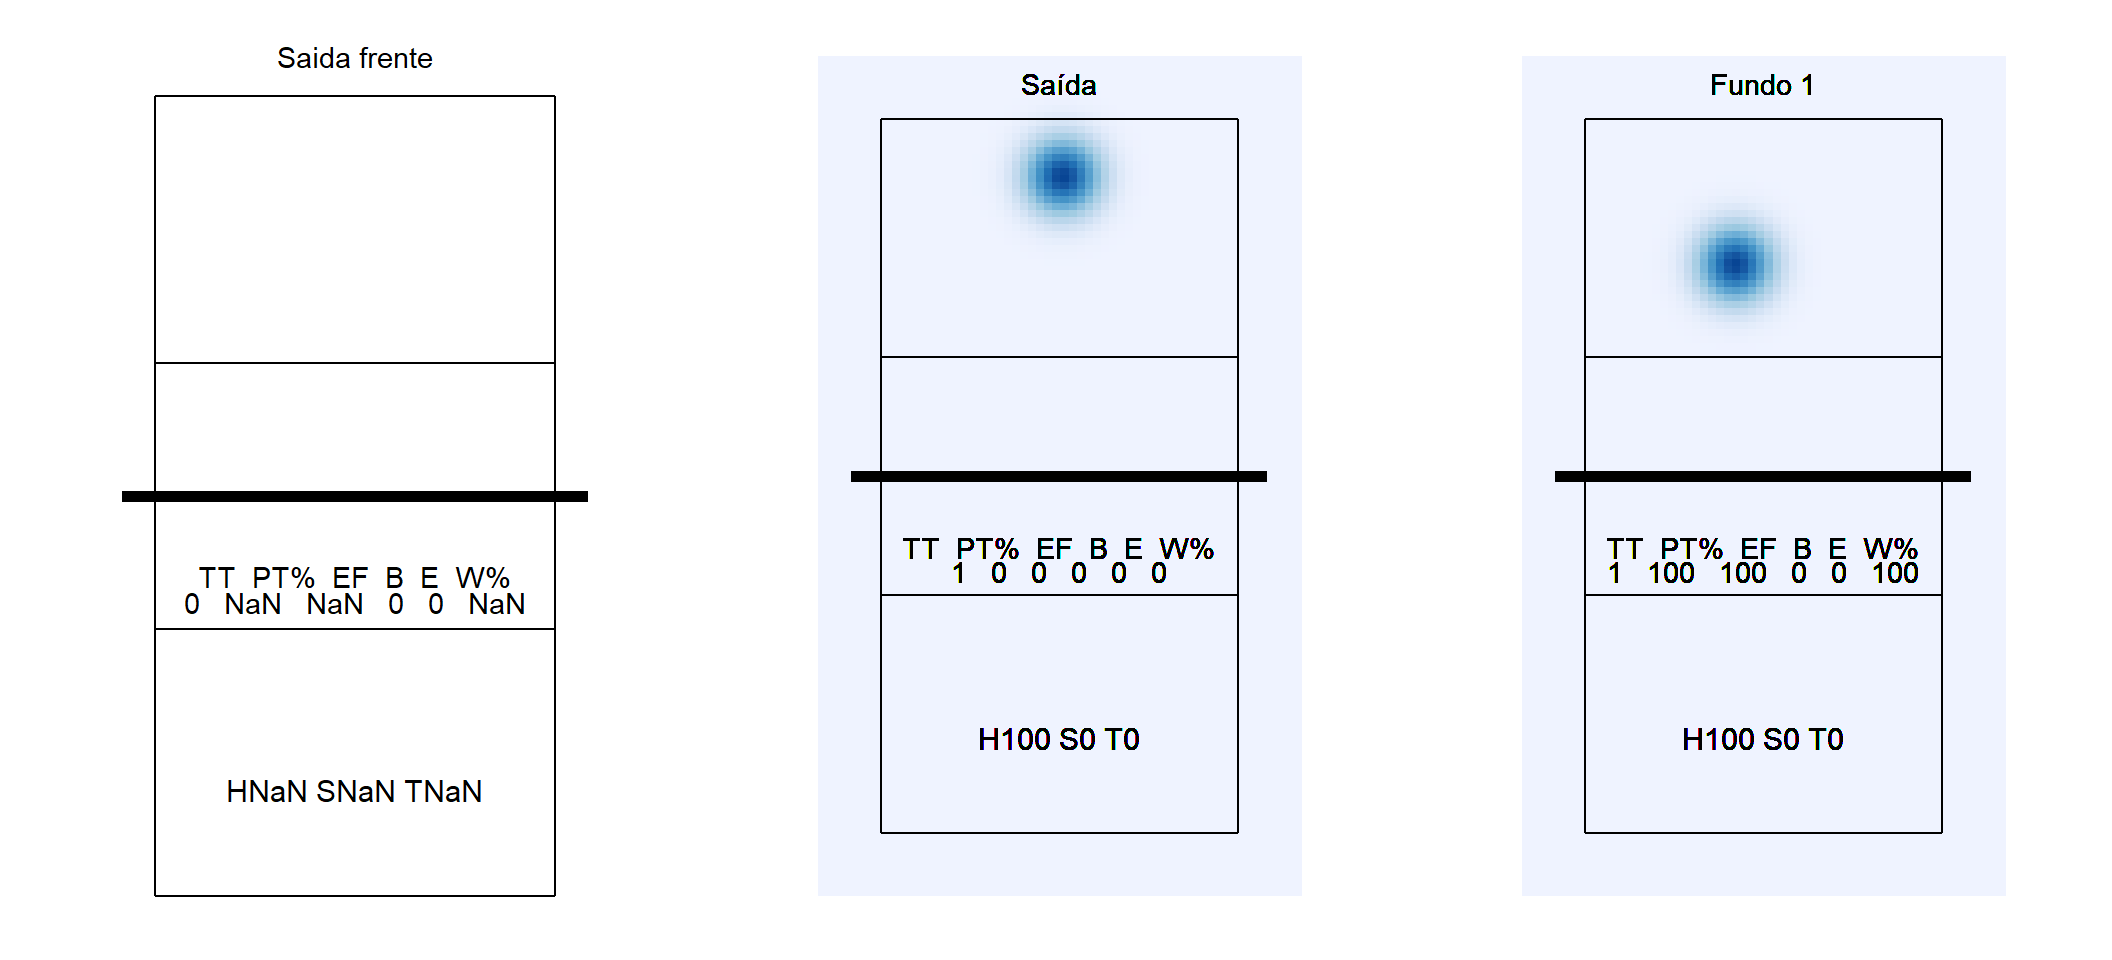 Saida frente
TT PT% EF B E W%
0 NaN NaN 0 0 NaN
HNaN SNaN TNaN
Saída
TT PT% EF B E W%
1 0 0 0 0 0
H100 S0 T0
Fundo 1
TT PT% EF B E W%
1 100 100 0 0 100
H100 S0 T0